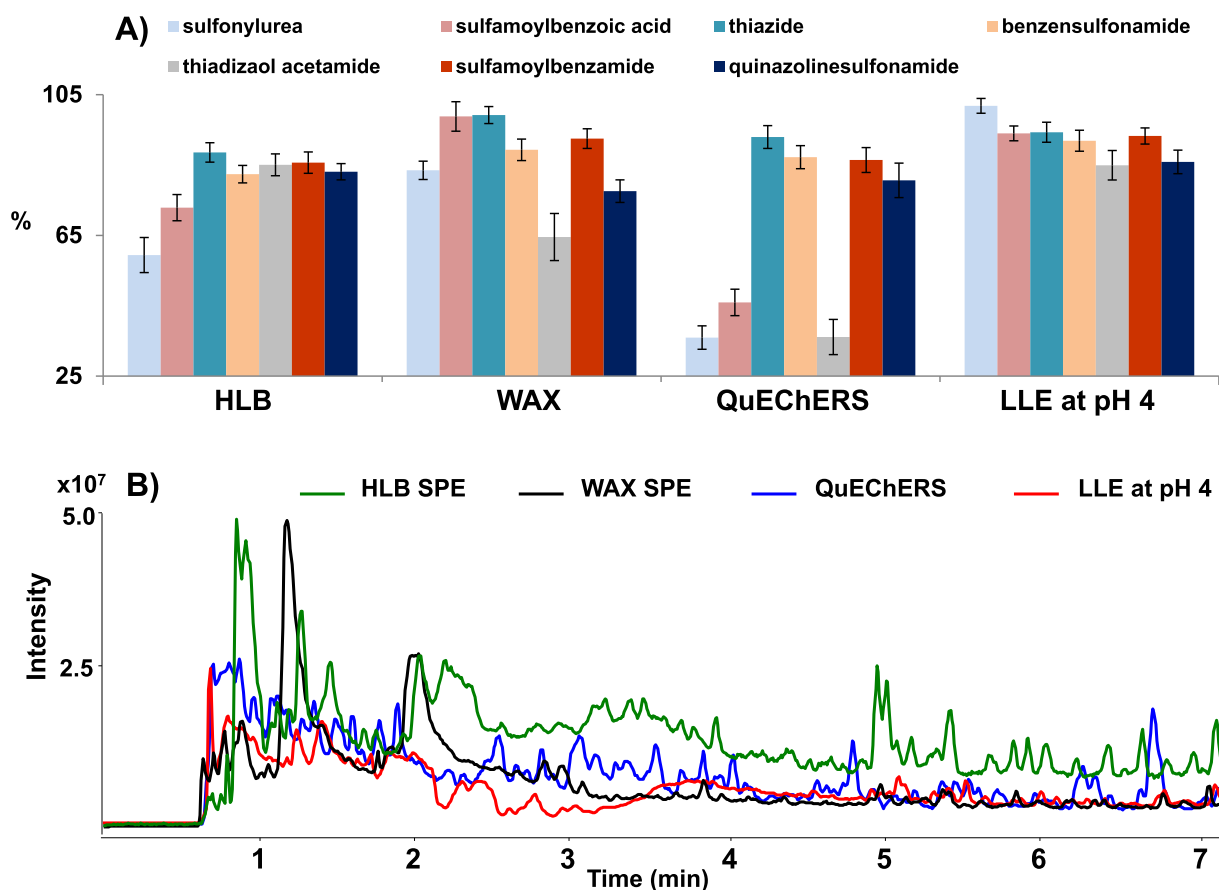 A)
sulfonylurea sulfamoylbenzoic acid thiazide benzensulfonamide
thiadizaol acetamide sulfamoylbenzamide quinazolinesulfonamide
105
%
65
25
HLB WAX QuEChERS LLE at pH 4
B)
x10⁷
HLB SPE WAX SPE QuEChERS LLE at pH 4
5.0
Intensity
2.5
1 2 3 4 5 6 7
Time (min)